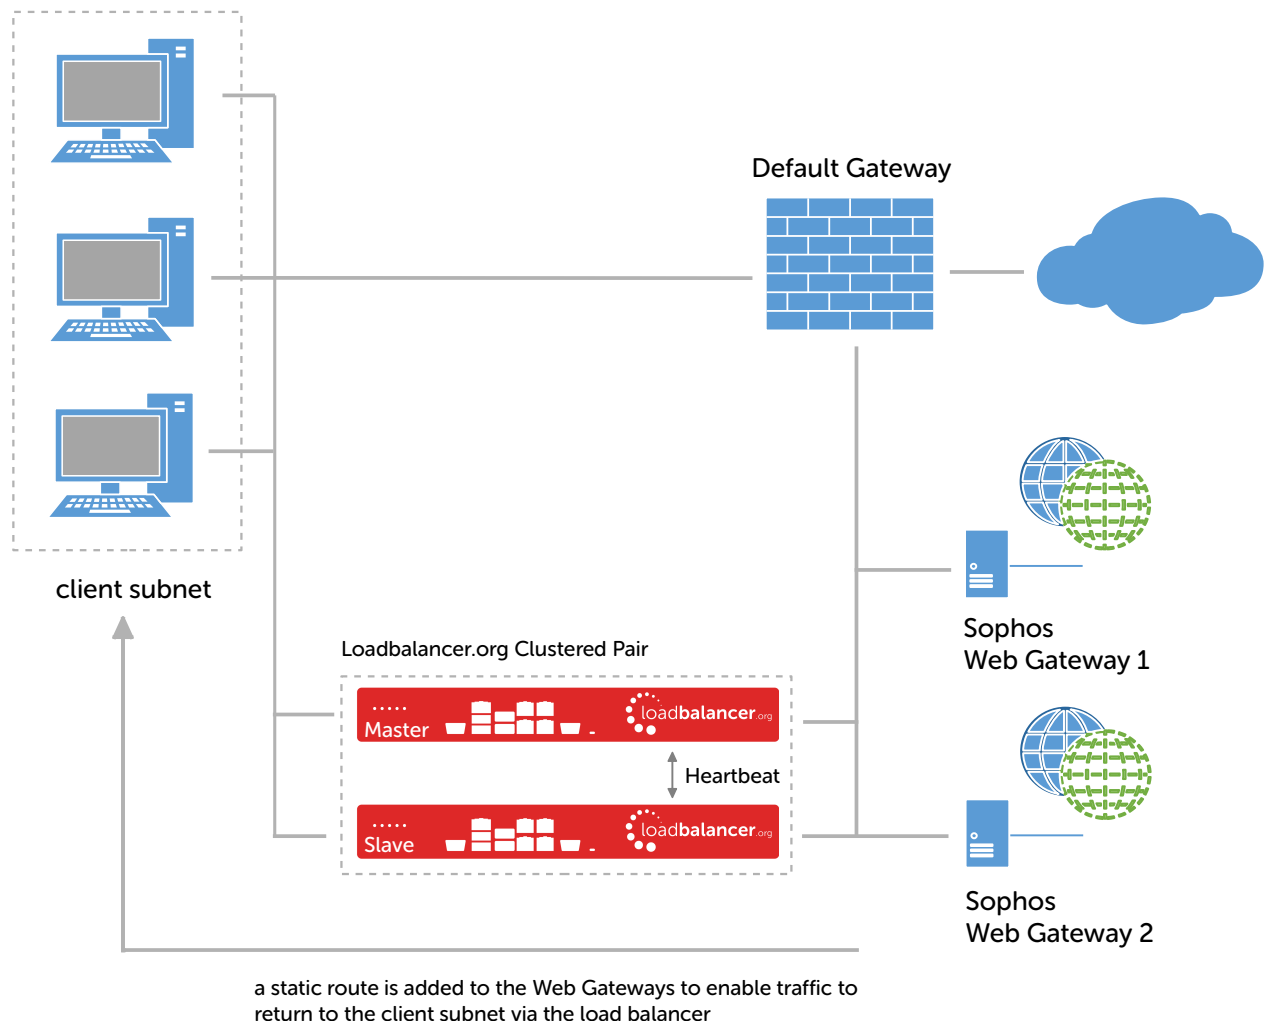 Default Gateway
client subnet
Sophos
Web Gateway 1
Loadbalancer.org Clustered Pair
Master
loadbalancer.org
Heartbeat
Slave
loadbalancer.org
Sophos
Web Gateway 2
a static route is added to the Web Gateways to enable traffic to
return to the client subnet via the load balancer